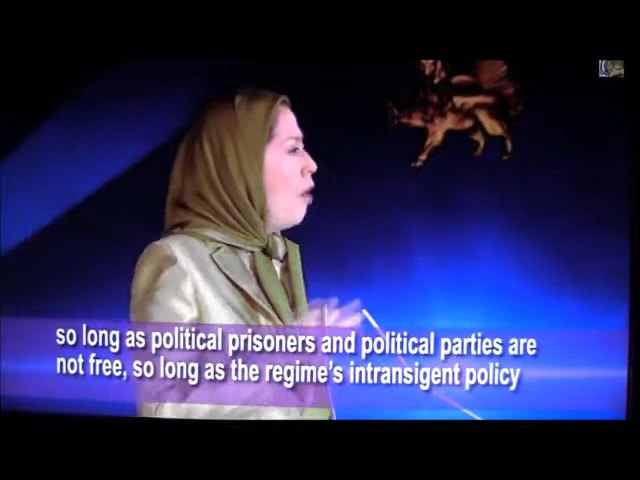 so long as political prisoners and political parties are
not free, so long as the regime's intransigent policy